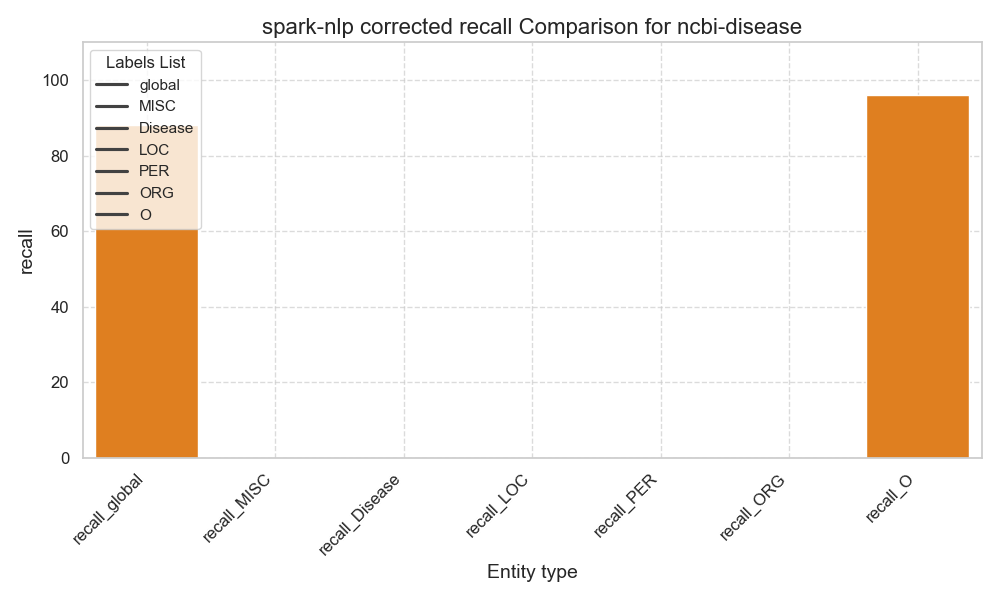 spark-nlp corrected recall Comparison for ncbi-disease
Labels List
global
MISC
Disease
LOC
PER
ORG
O
recall
100
80
60
40
20
0
recall_global
recall_MISC
recall_Disease
recall_LOC
recall_PER
recall_ORG
recall_O
Entity type